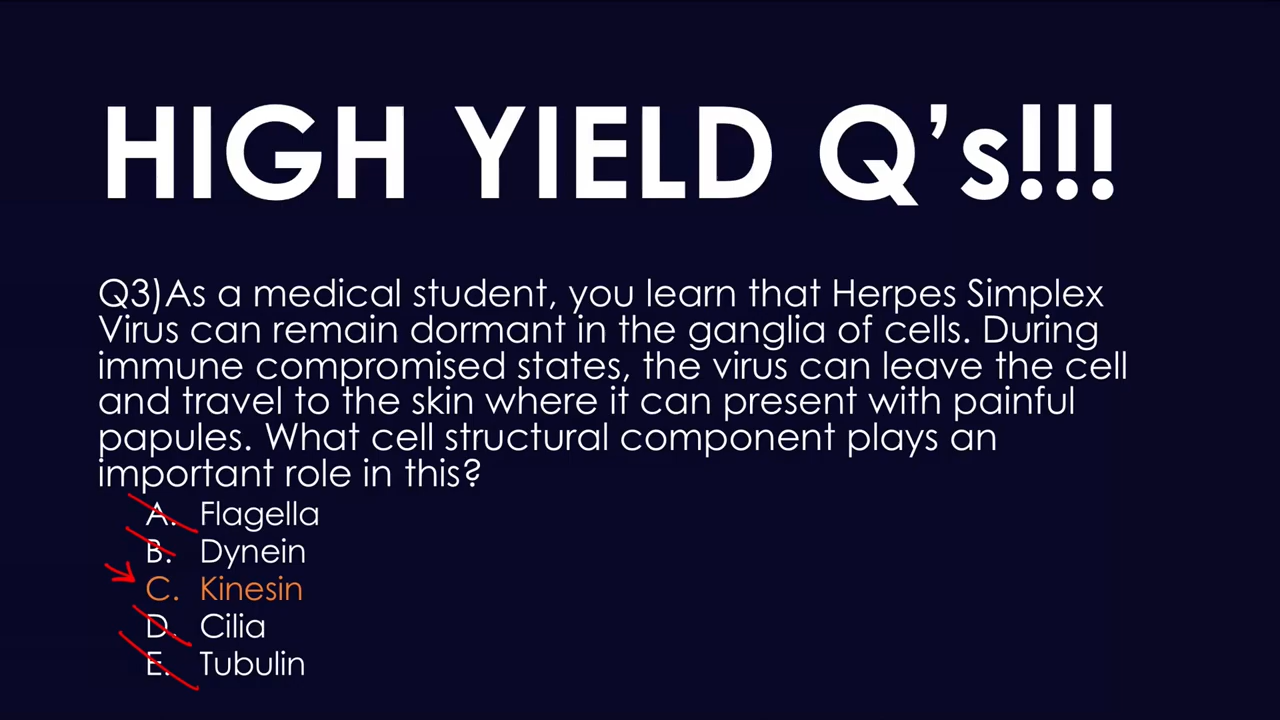 HIGH YIELD Q's!!!
Q3)As a medical student, you learn that Herpes Simplex
Virus can remain dormant in the ganglia of cells. During
immune compromised states, the virus can leave the cell
and travel to the skin where it can present with painful
papules. What cell structural component plays an
important role in this?
A. Flagella
B. Dynein
C. Kinesin
D. Cilia
E. Tubulin